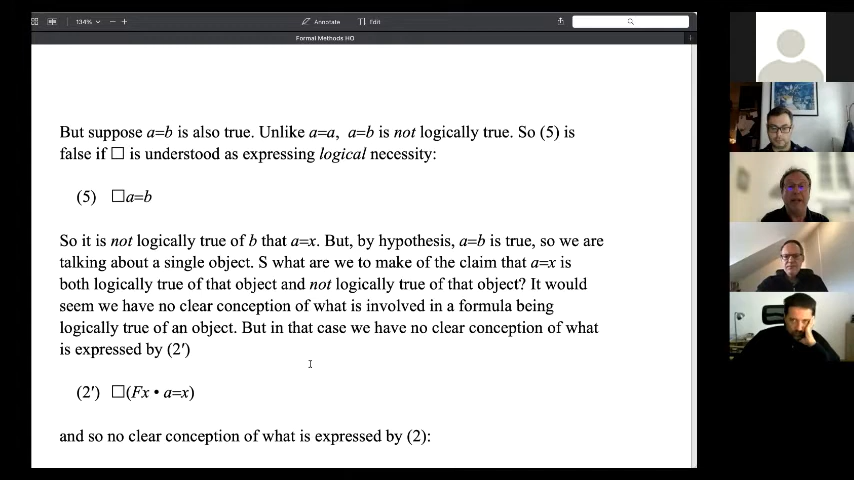 134%
Annotate
Edit
Formal Methods HO
But suppose a=b is also true. Unlike a=a, a=b is not logically true. So (5) is
false if □ is understood as expressing logical necessity:
(5) □a=b
So it is not logically true of b that a=x. But, by hypothesis, a=b is true, so we are
talking about a single object. S what are we to make of the claim that a=x is
both logically true of that object and not logically true of that object? It would
seem we have no clear conception of what is involved in a formula being
logically true of an object. But in that case we have no clear conception of what
is expressed by (2′)
(2′) □(Fx • a=x)
and so no clear conception of what is expressed by (2):